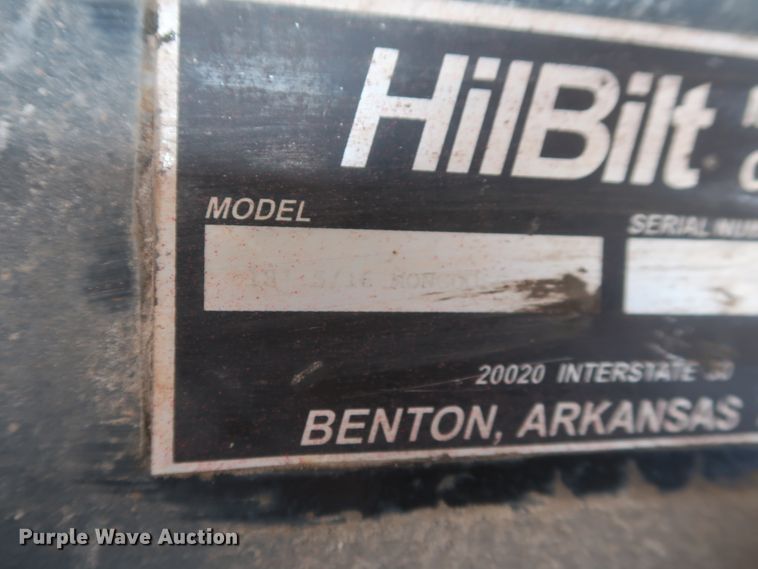 HilBilt
MODEL
SERIAL NUM
20020 INTERSTATE 30
BENTON, ARKANSAS
Purple Wave Auction